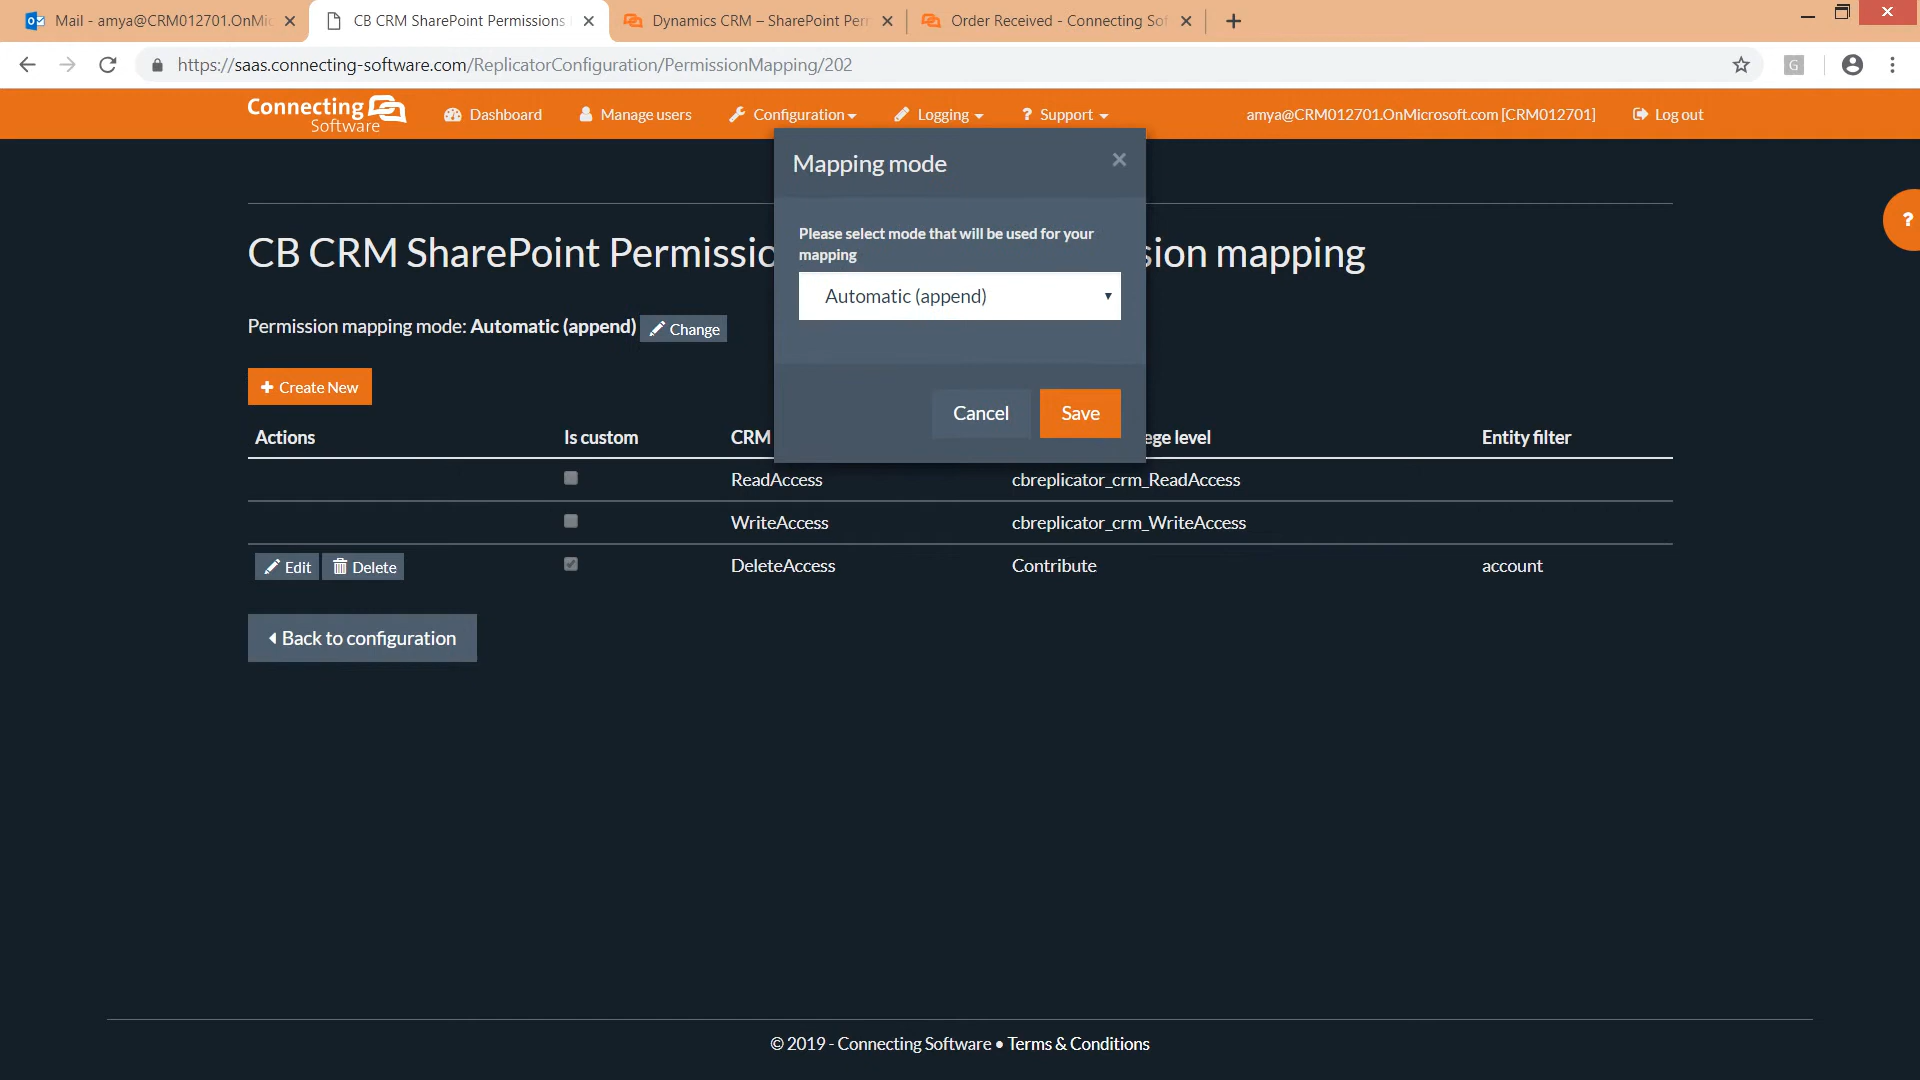 Mail - amya@CRM012701.OnMic
CB CRM SharePoint Permissions
Dynamics CRM – SharePoint Per
Order Received - Connecting Sof
https://saas.connecting-software.com/ReplicatorConfiguration/PermissionMapping/202
G
Connecting
Software
Dashboard
Manage users
Configuration
Logging
? Support
amya@CRM012701.OnMicrosoft.com [CRM012701]
Log out
Mapping mode
×
?
Please select mode that will be used for your
mapping
CB CRM SharePoint Permissio
ion mapping
Automatic (append)
Permission mapping mode: Automatic (append)
Change
Create New
Cancel
Save
Actions
Is custom
CRM
ege level
Entity filter
ReadAccess
cbreplicator_crm_ReadAccess
WriteAccess
cbreplicator_crm_WriteAccess
Edit
Delete
DeleteAccess
Contribute
account
Back to configuration
© 2019 - Connecting Software • Terms & Conditions